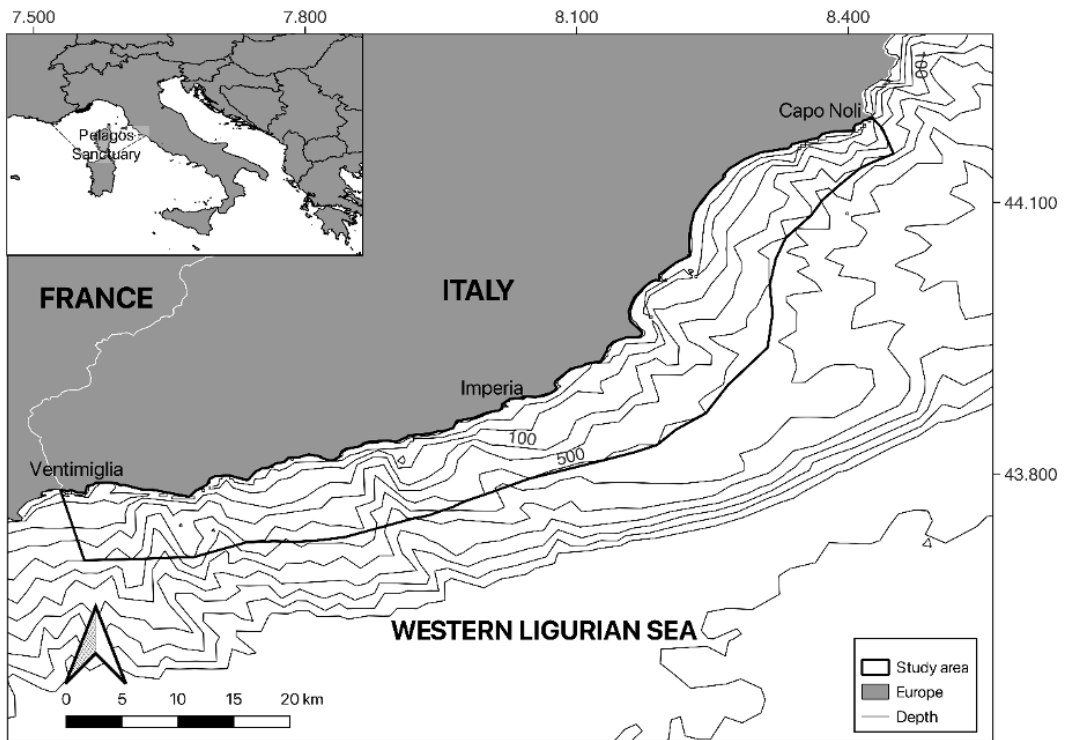 7.500
7.800
8.100
8.400
100
Capo Noli
Pelagos
Sanctuary
44.100
FRANCE
ITALY
Imperia
100
500
Ventimiglia
43.800
WESTERN LIGURIAN SEA
Study area
Europe
Depth
0 5 10 15 20 km